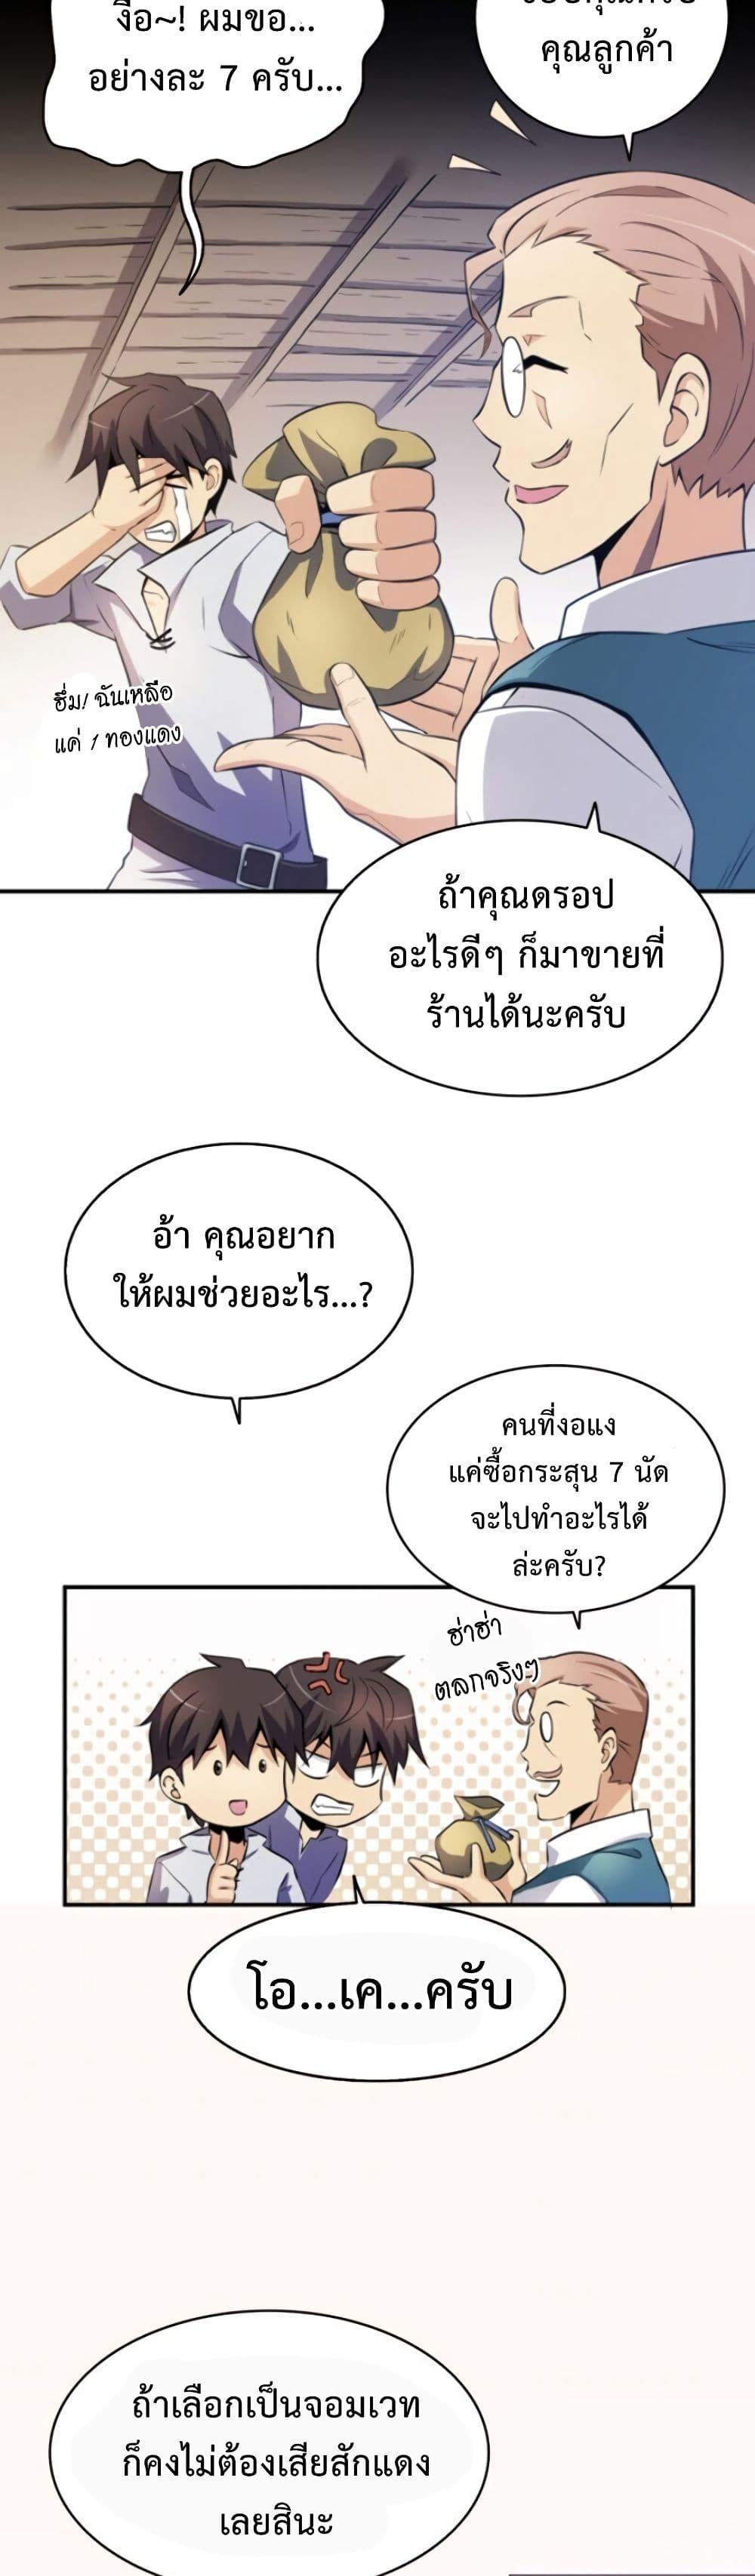 งือ~! ผมขอ...
อย่างละ 7 ครับ...
คุณลูกค้า
ฮึ่ม! ฉันเหลือ
แค่ 1 ทองแดง
ถ้าคุณดรอป
อะไรดีๆ ก็มาขายที่
ร้านได้นะครับ
อ้า คุณอยาก
ให้ผมช่วยอะไร...?
คนที่งอแง
แค่ซื้อกระสุน 7 นัด
จะไปทำอะไรได้
ล่ะครับ?
ฮ่าฮ่า
ตลกจริงๆ
โอ...เค...ครับ
ถ้าเลือกเป็นจอมเวท
ก็คงไม่ต้องเสียสักแดง
เลยสินะ